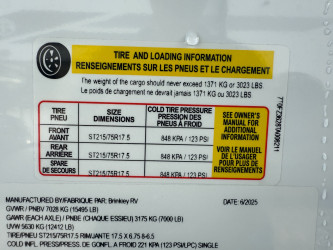 TIRE AND LOADING INFORMATION
RENSEIGNEMENTS SUR LES PNEUS ET LE CHARGEMENT
The weight of the cargo should never exceed 1371 KG or 3023 LBS
Le poids de chargement ne devrait jamais 1371 KG ou 3023 LBS
TIRE
PNEU
SIZE
DIMENSIONS
COLD TIRE PRESSURE
PRESSION DES
PNEUS À FROID
SEE OWNER'S
MANUAL FOR
ADDITIONAL
INFORMATION
VOIR LE MANUEL
DE L'USAGER
POUR PLUS DE
RENSEIGNEMENTS
FRONT
AVANT
ST215/75R17.5
848 KPA / 123 PSI
REAR
ARRIÈRE
ST215/75R17.5
848 KPA / 123 PSI
SPARE
DE SECOURS
ST215/75R17.5
848 KPA / 123 PSI
MANUFACTURED BY/FABRIQUE PAR: Brinkley RV
DATE: 6/2025
GVWR / PNBV 7028 KG (15495 LB)
GAWR (EACH AXLE) / PNBE (CHAQUE ESSIEU) 3175 KG (7000 LB)
UVW 5630 KG (12412 LB)
TIRE/PNEU ST215/75R17.5 RIM/JANTE 17.5 X 6.75 8-6.5
COLD INFL. PRESS./PRESS. DE GONFL. A FROID 221 KPA (123 PSI/LPC) SINGLE